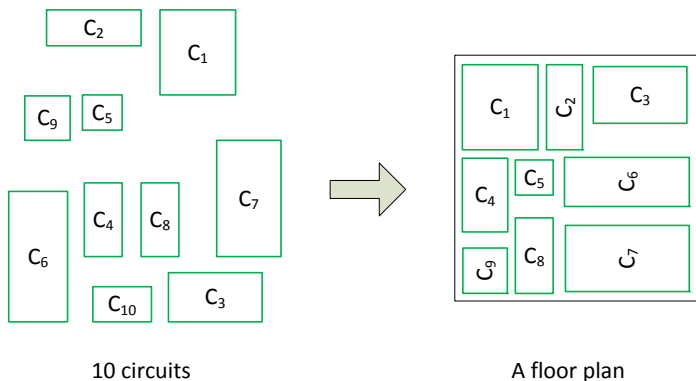 C₂
C₁
C₉
C₅
C₇
C₄
C₈
C₆
C₃
C₁₀
10 circuits
C₁
C₂
C₃
C₄
C₅
C₆
C₈
C₇
C₉
A floor plan